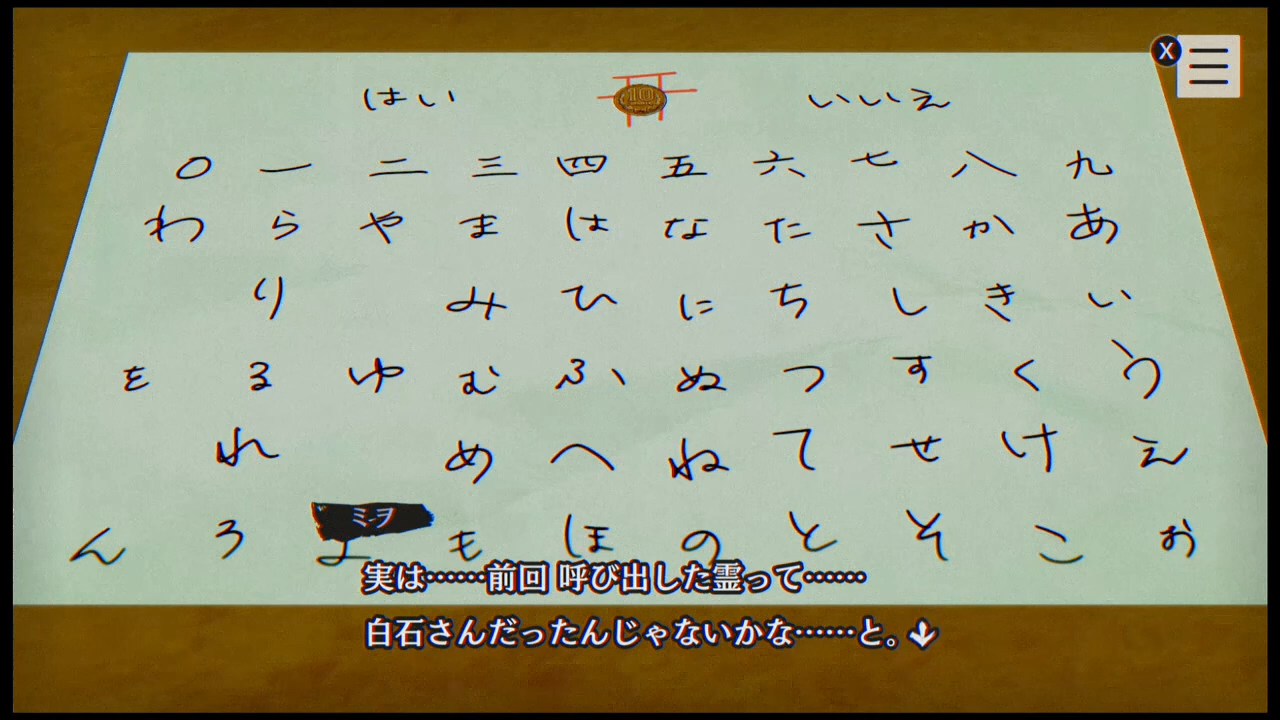 X
はい 10 いいえ
〇 一 二 三 四 五 六 七 八 九
わ ら や ま は な た さ か あ
り み ひ に ち し き い
を る ゆ む ふ ぬ つ す く う
れ め へ ね て せ け え
ミヲ
ん ろ よ も ほ の と そ こ お
実は……前回 呼び出した霊って……
白石さんだったんじゃないかな……と。